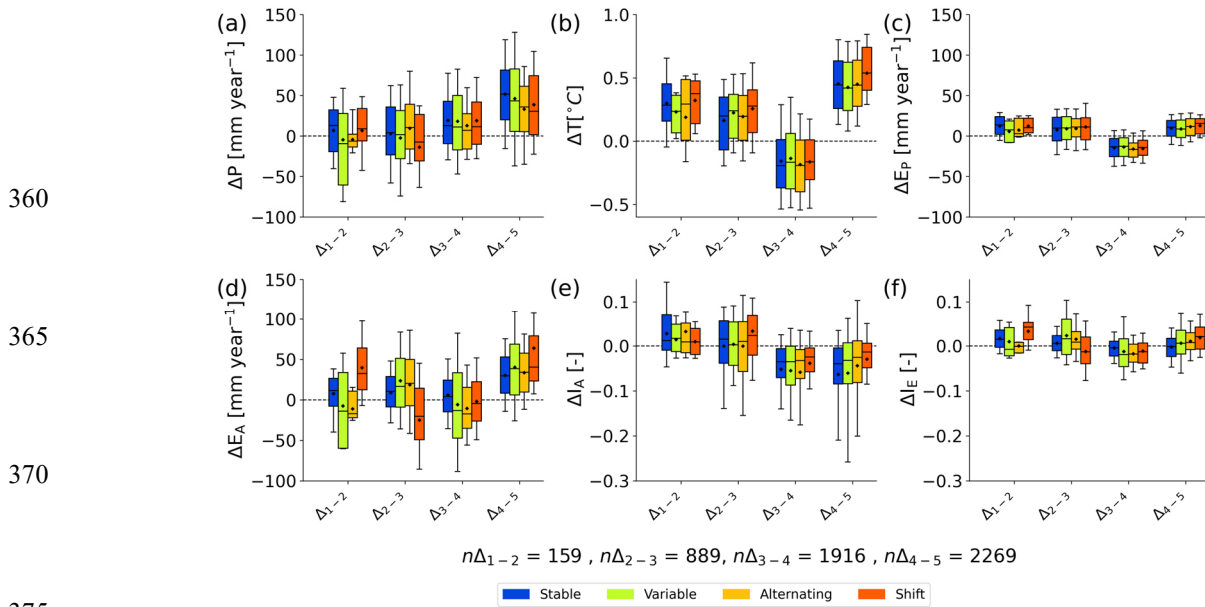 (a)
(b)
(c)
ΔP [mm year⁻¹]
150
100
50
0
−50
−100
Δ₁₋₂
Δ₂₋₃
Δ₃₋₄
Δ₄₋₅
ΔT[°C]
1.0
0.5
0.0
−0.5
Δ₁₋₂
Δ₂₋₃
Δ₃₋₄
Δ₄₋₅
ΔE_P [mm year⁻¹]
150
100
50
0
−50
−100
Δ₁₋₂
Δ₂₋₃
Δ₃₋₄
Δ₄₋₅
360
365
370
(d)
(e)
(f)
ΔE_A [mm year⁻¹]
150
100
50
0
−50
−100
Δ₁₋₂
Δ₂₋₃
Δ₃₋₄
Δ₄₋₅
ΔI_A [-]
0.1
0.0
−0.1
−0.2
−0.3
Δ₁₋₂
Δ₂₋₃
Δ₃₋₄
Δ₄₋₅
ΔI_E [-]
0.1
0.0
−0.1
−0.2
−0.3
Δ₁₋₂
Δ₂₋₃
Δ₃₋₄
Δ₄₋₅
nΔ₁₋₂ = 159 , nΔ₂₋₃ = 889, nΔ₃₋₄ = 1916 , nΔ₄₋₅ = 2269
Stable Variable Alternating Shift